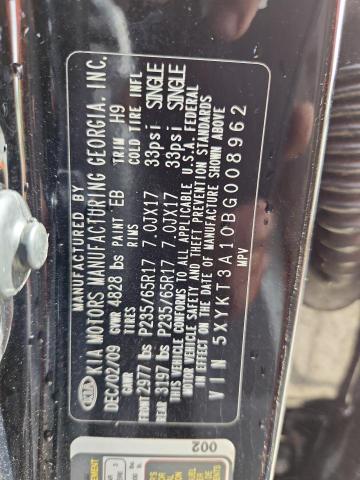 MANUFACTURED BY
KIA KIA MOTORS MANUFACTURING GEORGIA, INC.
DEC/02/09 GVWR 4828 lbs PAINT EB TRIM H9
GAWR TIRES RIMS COLD TIRE INFL
FRONT 2977 lbs P235/65R17 7.0JX17 33psi SINGLE
REAR 3197 lbs P235/65R17 7.0JX17 33psi SINGLE
THIS VEHICLE CONFORMS TO ALL APPLICABLE U.S.A. FEDERAL
MOTOR VEHICLE SAFETY AND THEFT PREVENTION STANDARDS
IN EFFECT ON THE DATE OF MANUFACTURE SHOWN ABOVE
VIN 5XYKT3A10BG008962
MPV
002